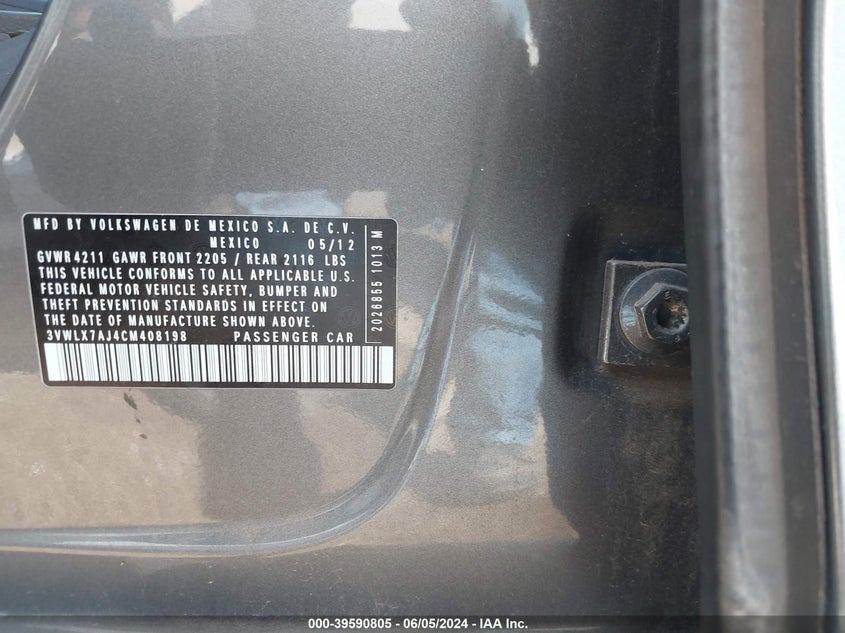 MFD BY VOLKSWAGEN DE MEXICO S.A. DE C.V.
MEXICO 05/12
GVWR 4211 GAWR FRONT 2205 / REAR 2116 LBS
THIS VEHICLE CONFORMS TO ALL APPLICABLE U.S.
FEDERAL MOTOR VEHICLE SAFETY, BUMPER AND
THEFT PREVENTION STANDARDS IN EFFECT ON
THE DATE OF MANUFACTURE SHOWN ABOVE.
3VWLX7AJ4CM408198 PASSENGER CAR
2026855 1013 M
000-39590805 - 06/05/2024 - IAA Inc.